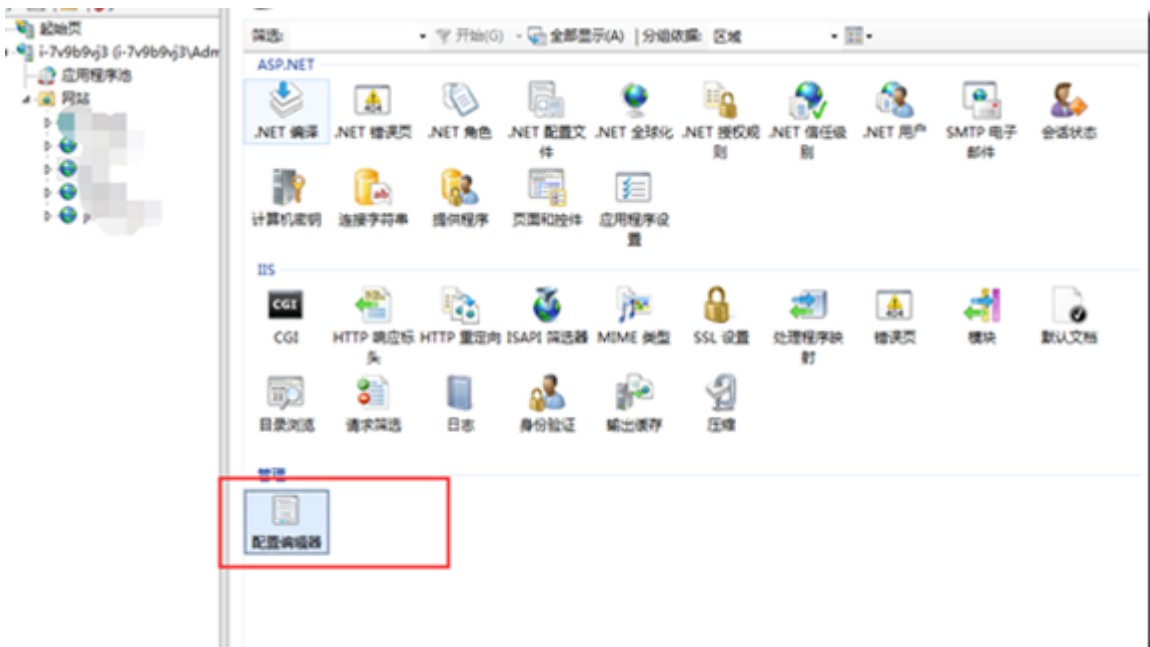 起始页
i-7v9b9vj3 (i-7v9b9vj3\Adm
应用程序池
网站
p
筛选:
开始(G)
全部显示(A)
分组依据:
区域
ASP.NET
.NET 编译
.NET 错误页
.NET 角色
.NET 配置文
件
.NET 全球化
.NET 授权规
则
.NET 信任级
别
.NET 用户
SMTP 电子
邮件
会话状态
计算机密钥
连接字符串
提供程序
页面和控件
应用程序设
置
IIS
CGI
CGI
HTTP 响应标
头
HTTP 重定向
ISAPI 筛选器
MIME 类型
SSL 设置
处理程序映
射
404
错误页
模块
默认文档
目录浏览
请求筛选
日志
身份验证
输出缓存
压缩
管理
配置编辑器